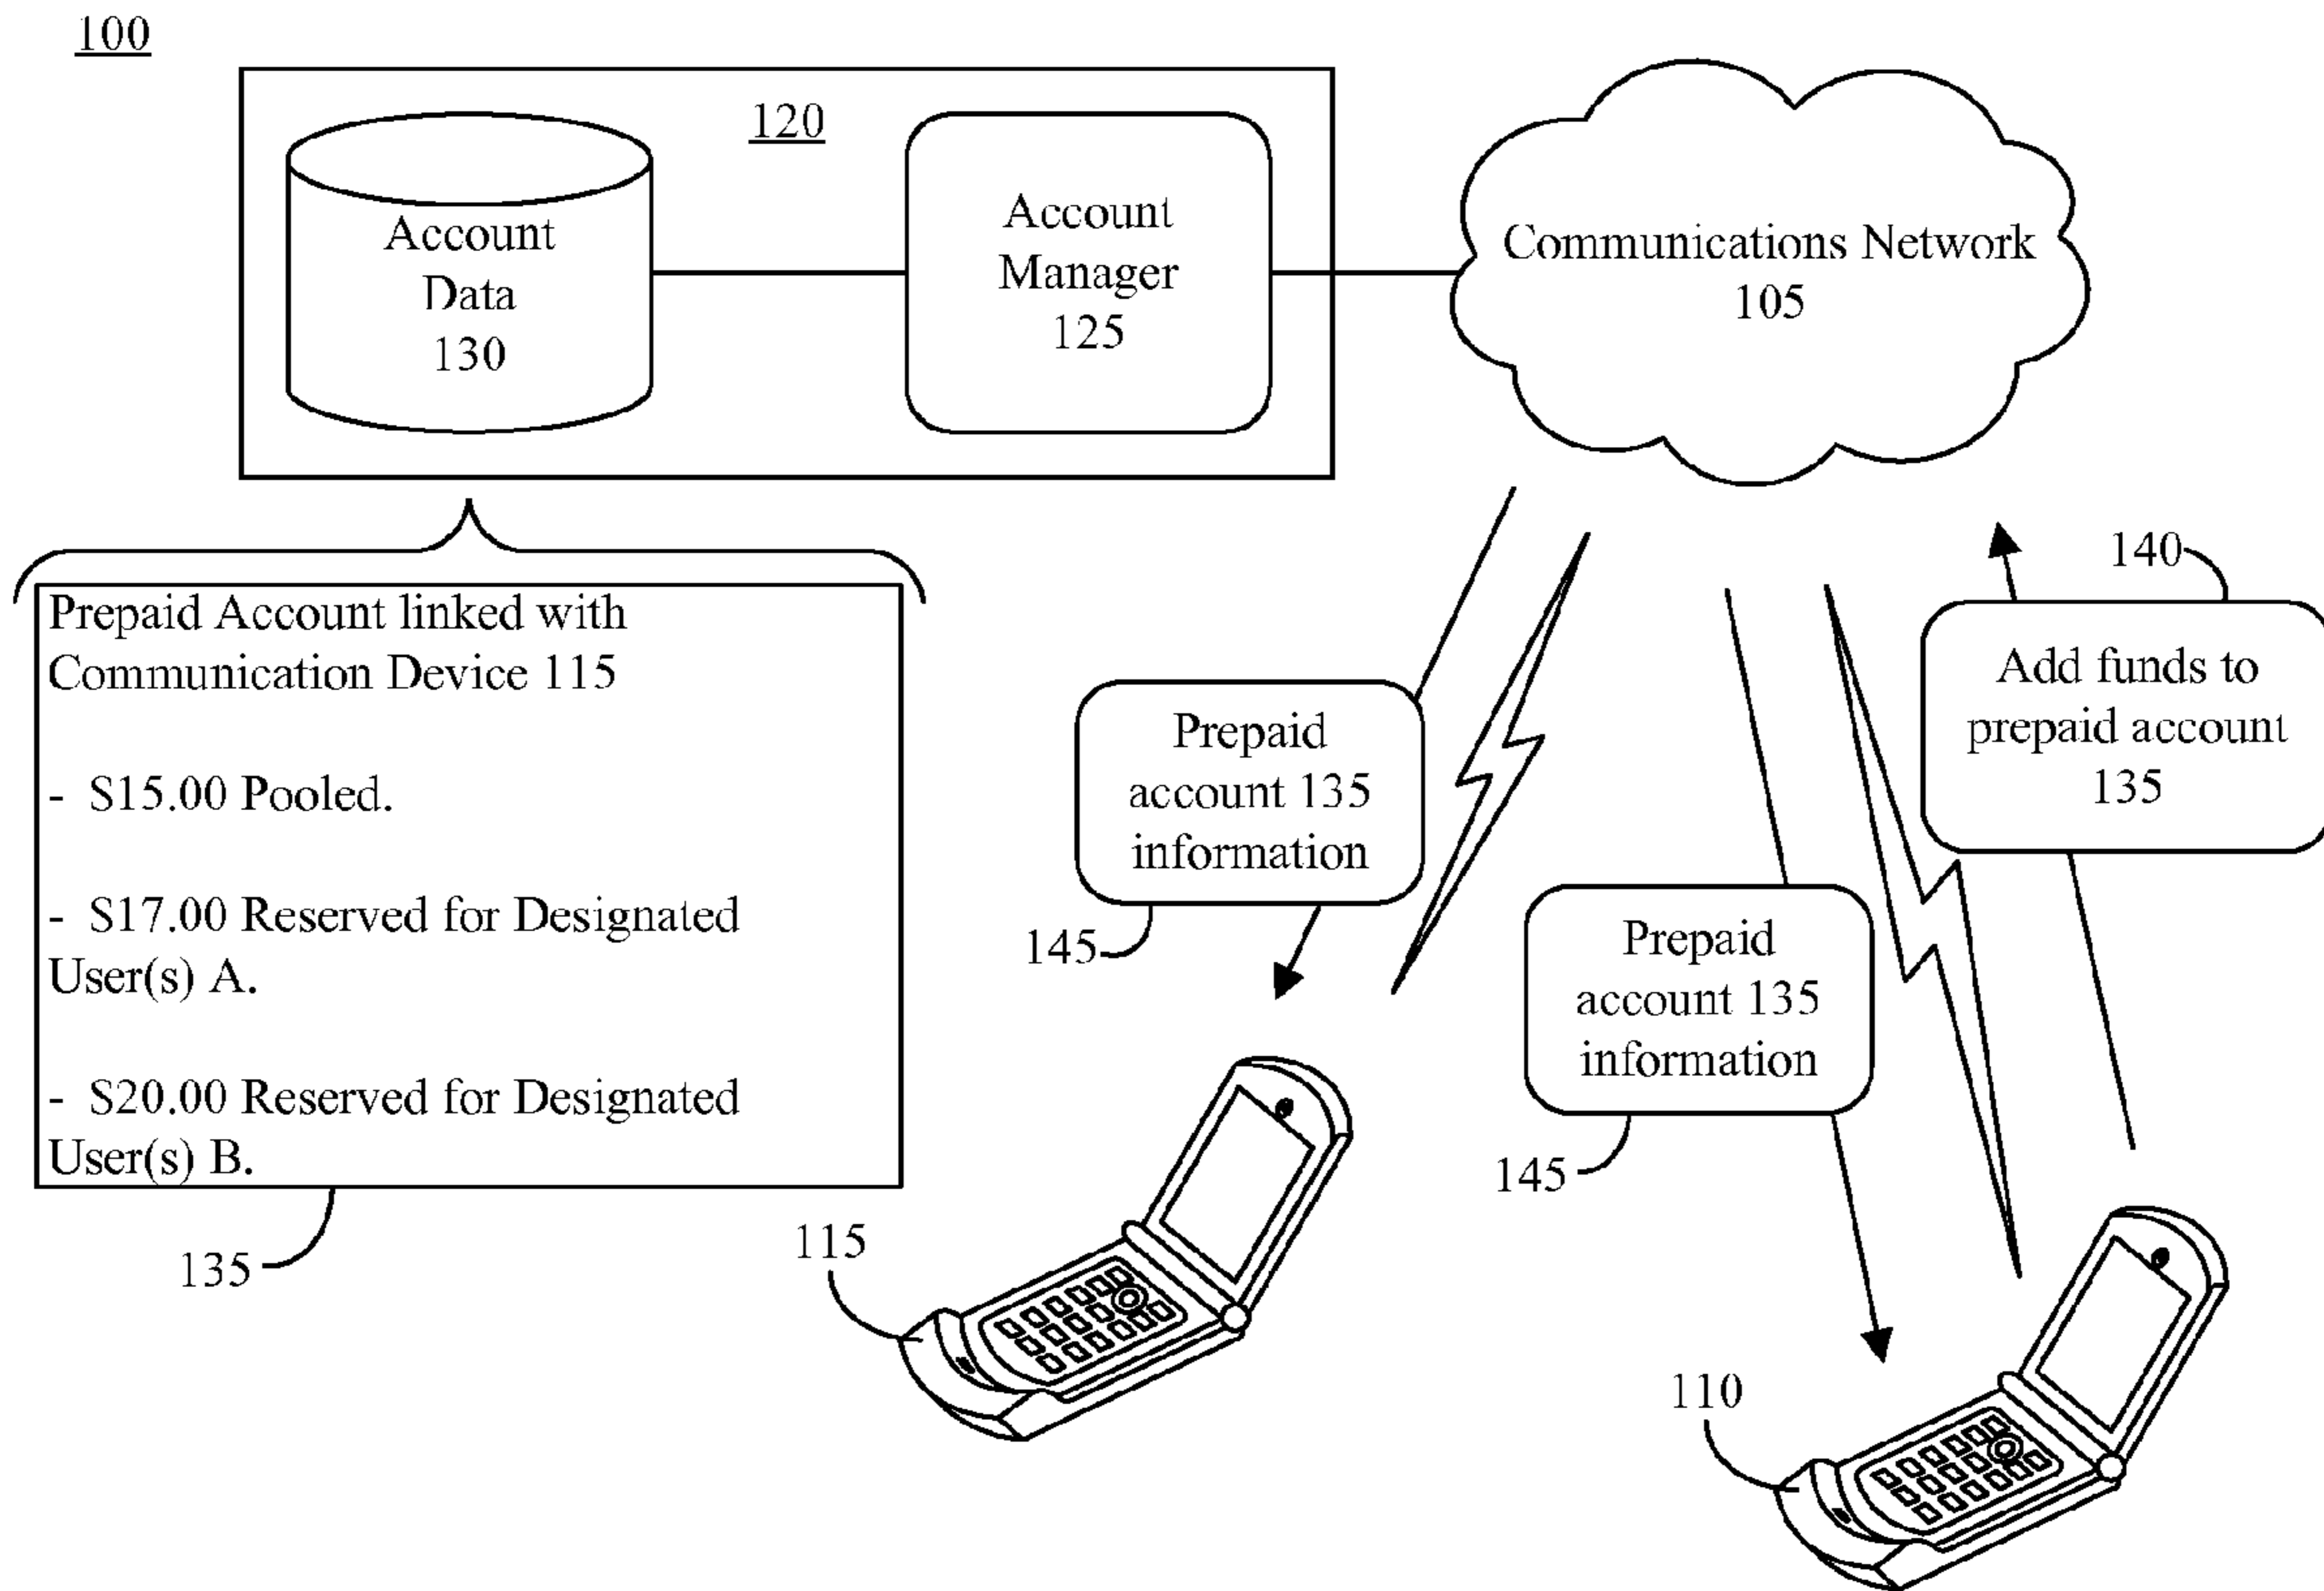 100
120
Account
Data
130
Account
Manager
125
Communications Network
105
Prepaid Account linked with
Communication Device 115
- S15.00 Pooled.
- S17.00 Reserved for Designated
User(s) A.
- S20.00 Reserved for Designated
User(s) B.
135
Prepaid
account 135
information
145
Prepaid
account 135
information
145
140
Add funds to
prepaid account
135
115
110